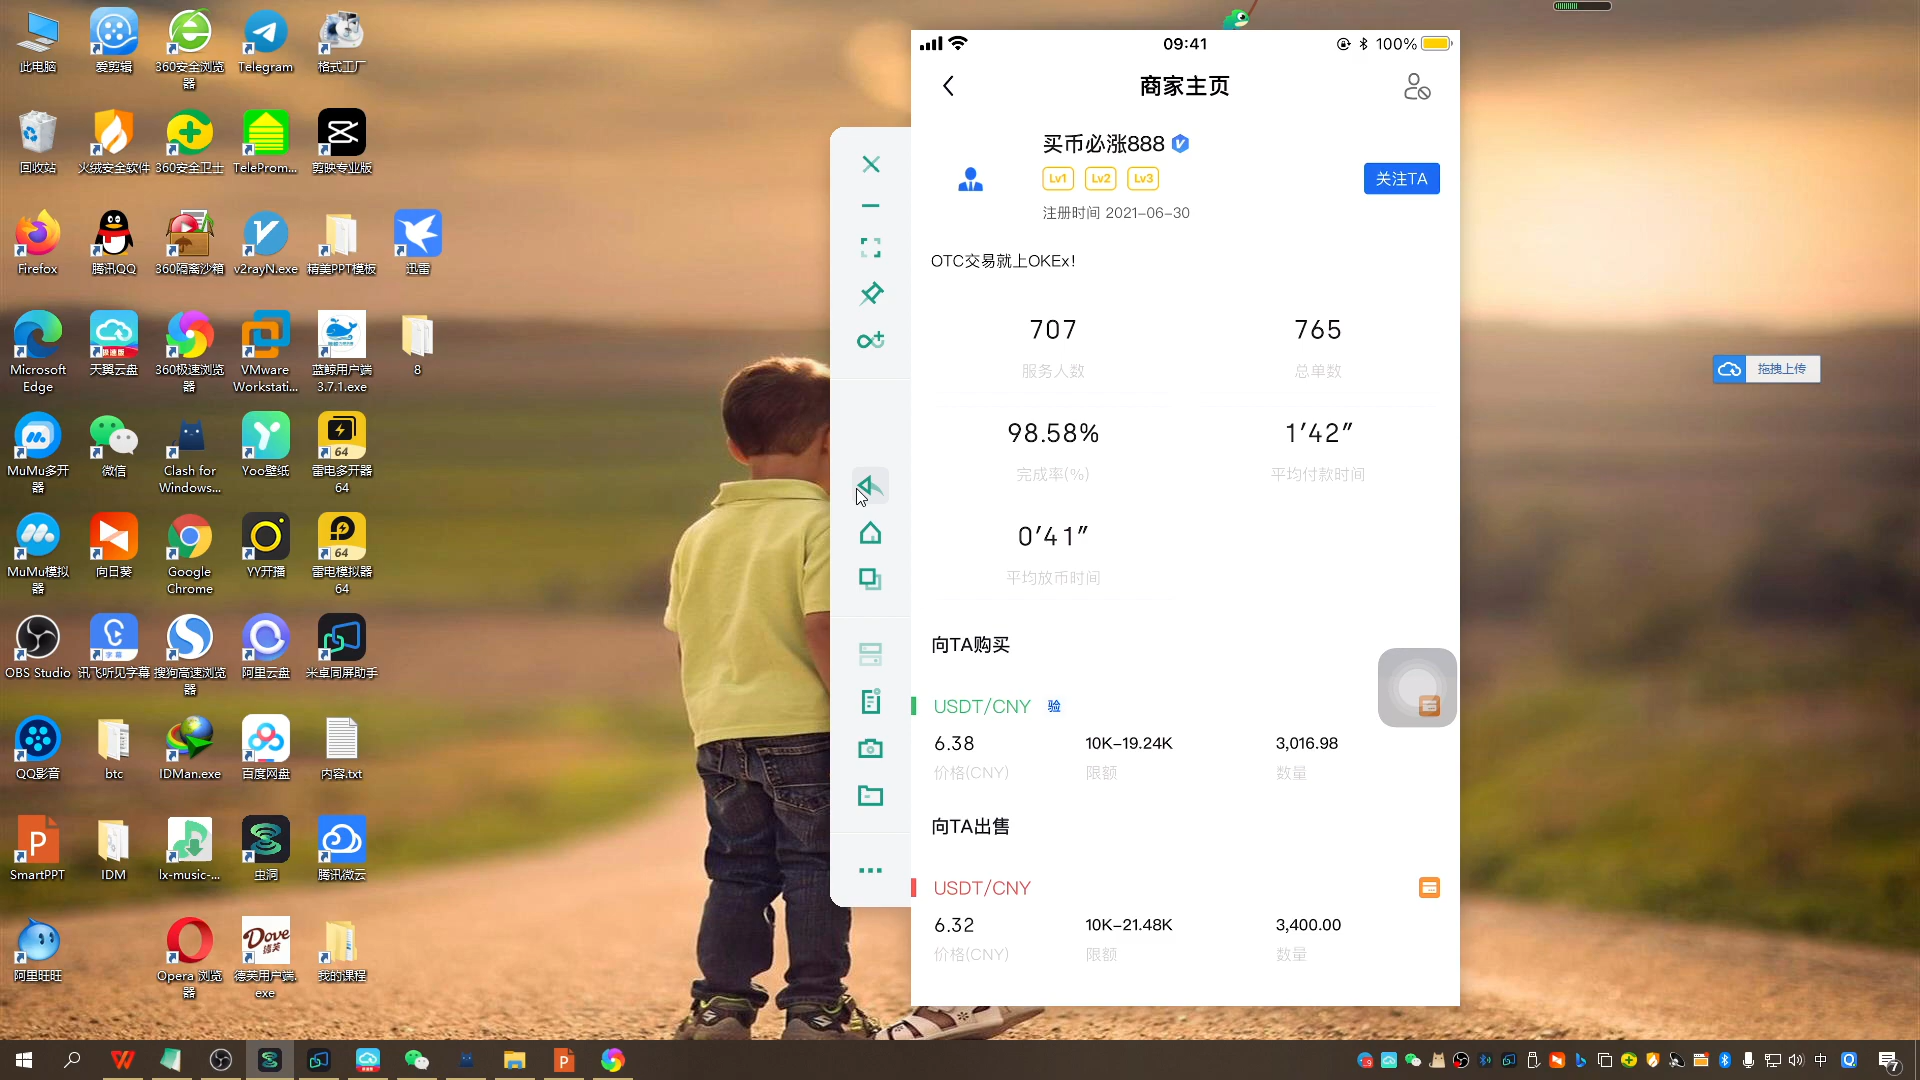 此电脑
爱剪辑
360安全浏览
器
Telegram
格式工厂
回收站
火绒安全软件
360安全卫士
TeleProm...
剪映专业版
Firefox
腾讯QQ
360隔离沙箱
v2rayN.exe
精美PPT模板
迅雷
Microsoft
Edge
天翼云盘
360极速浏览
器
VMware
Workstati...
蓝鲸用户端
3.7.1.exe
8
MuMu多开
器
微信
Clash for
Windows...
Yoo壁纸
雷电多开器
64
MuMu模拟
器
向日葵
Google
Chrome
YY开播
雷电模拟器
64
OBS Studio
讯飞听见字幕
搜狗高速浏览
器
阿里云盘
米卓同屏助手
QQ影音
btc
IDMan.exe
百度网盘
内容.txt
SmartPPT
IDM
lx-music-...
虫洞
腾讯微云
阿里旺旺
Opera 浏览
器
德芙用户端.
exe
我的课程
09:41
100%
商家主页
买币必涨888
Lv1 Lv2 Lv3
关注TA
注册时间 2021-06-30
OTC交易就上OKEx!
707
765
服务人数
总单数
98.58%
1′42″
完成率(%)
平均付款时间
0′41″
平均放币时间
向TA购买
USDT/CNY 验
6.38
10K-19.24K
3,016.98
价格(CNY)
限额
数量
向TA出售
USDT/CNY
6.32
10K-21.48K
3,400.00
价格(CNY)
限额
数量
拖拽上传
中
7